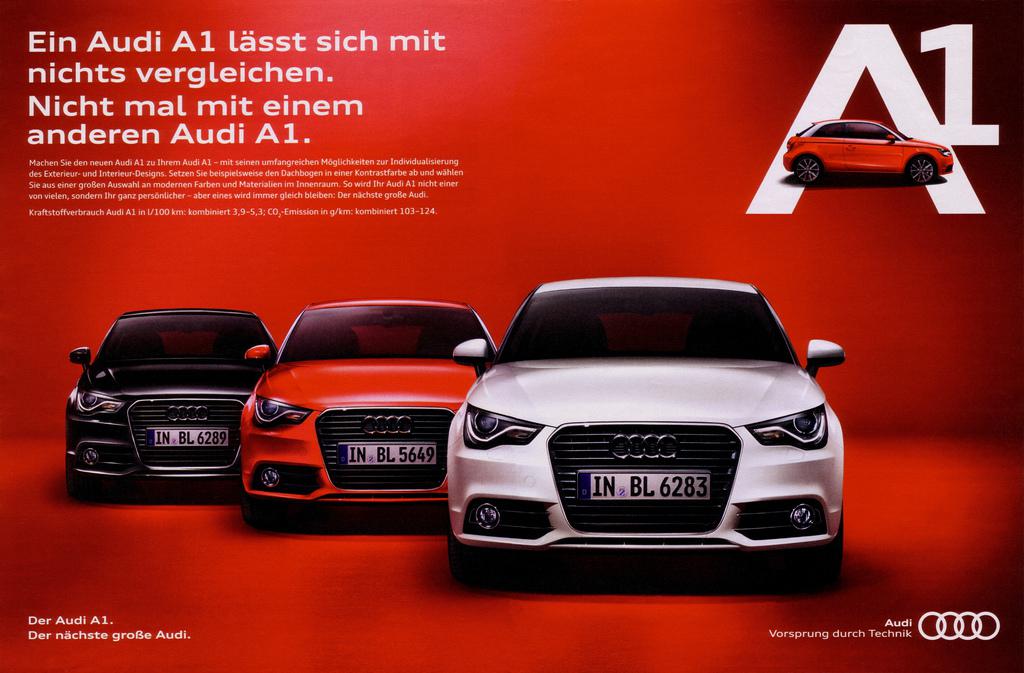 Ein Audi A1 lässt sich mit
nichts vergleichen.
Nicht mal mit einem
anderen Audi A1.
Machen Sie den neuen Audi A1 zu Ihrem Audi A1 – mit seinen umfangreichen Möglichkeiten zur Individualisierung
des Exterieur- und Interieur-Designs. Setzen Sie beispielsweise den Dachbogen in einer Kontrastfarbe ab und wählen
Sie aus einer großen Auswahl an modernen Farben und Materialien im Innenraum. So wird Ihr Audi A1 nicht einer
von vielen, sondern Ihr ganz persönlicher – aber eines wird immer gleich bleiben: Der nächste große Audi.
Kraftstoffverbrauch Audi A1 in l/100 km: kombiniert 3,9–5,3; CO₂-Emission in g/km: kombiniert 103–124.
A1
IN BL 6289
IN BL 5649
IN BL 6283
Der Audi A1.
Der nächste große Audi.
Audi
Vorsprung durch Technik